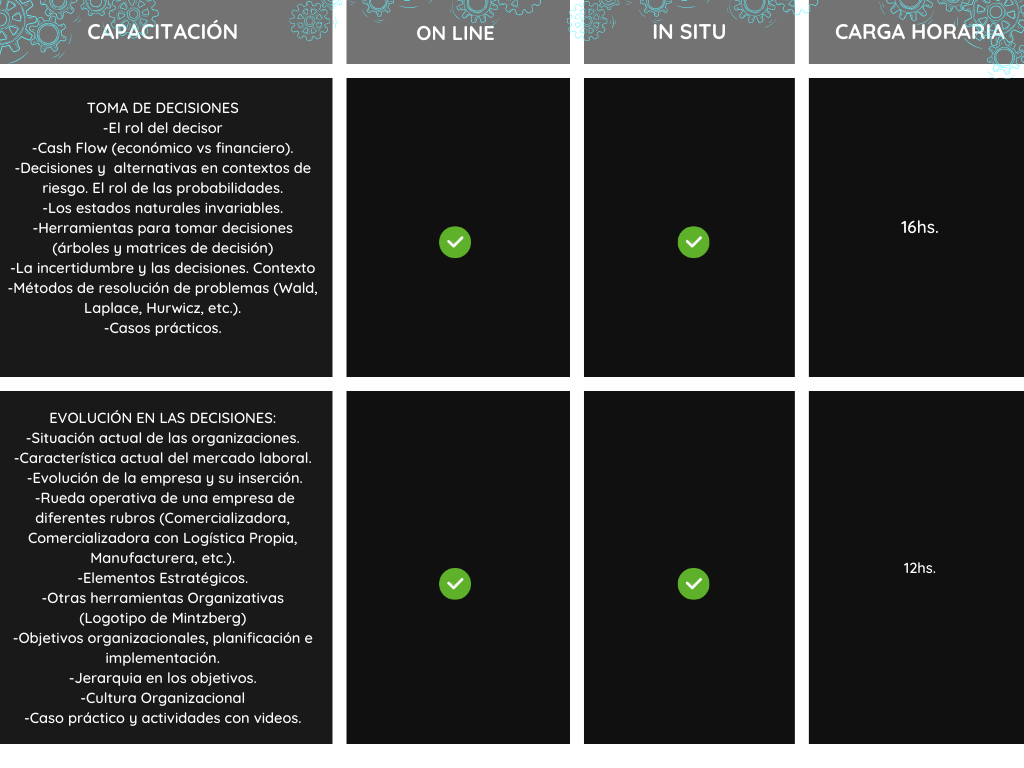 CAPACITACIÓN
ON LINE
IN SITU
CARGA HORARIA
TOMA DE DECISIONES
-El rol del decisor
-Cash Flow (económico vs financiero).
-Decisiones y  alternativas en contextos de
riesgo. El rol de las probabilidades.
-Los estados naturales invariables.
-Herramientas para tomar decisiones
(árboles y matrices de decisión)
-La incertidumbre y las decisiones. Contexto
-Métodos de resolución de problemas (Wald,
Laplace, Hurwicz, etc.).
-Casos prácticos.
16hs.
EVOLUCIÓN EN LAS DECISIONES:
-Situación actual de las organizaciones.
-Característica actual del mercado laboral.
-Evolución de la empresa y su inserción.
-Rueda operativa de una empresa de
diferentes rubros (Comercializadora,
Comercializadora con Logística Propia,
Manufacturera, etc.).
-Elementos Estratégicos.
-Otras herramientas Organizativas
(Logotipo de Mintzberg)
-Objetivos organizacionales, planificación e
implementación.
-Jerarquia en los objetivos.
-Cultura Organizacional
-Caso práctico y actividades con videos.
12hs.